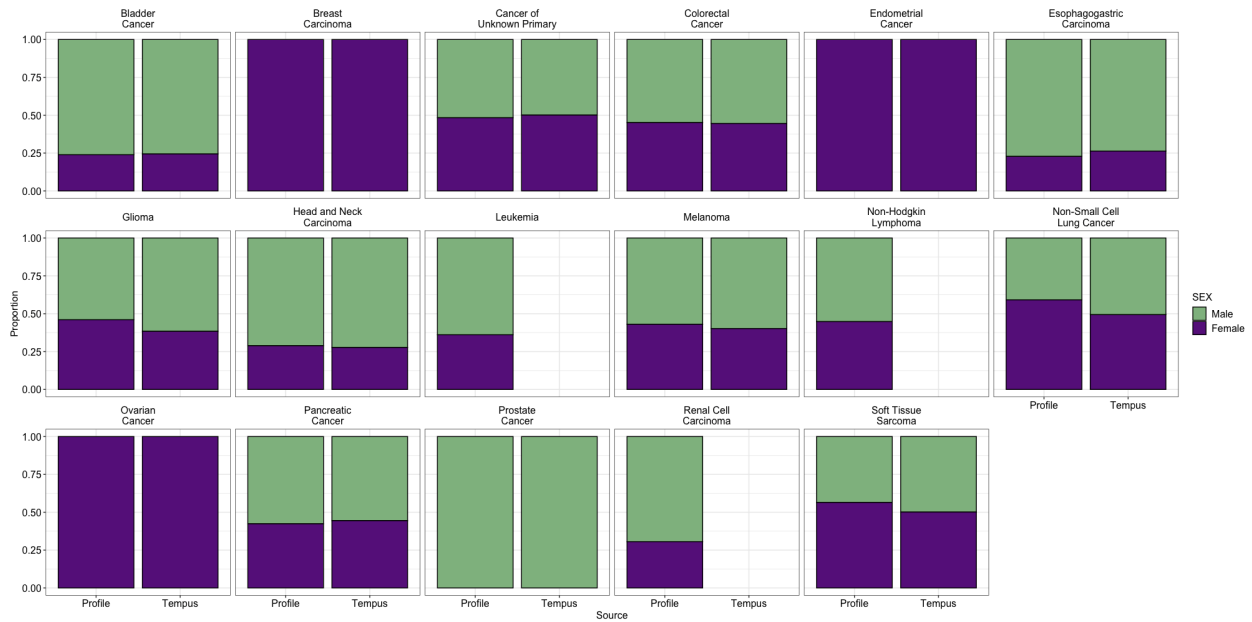 Bladder
Cancer
Breast
Carcinoma
Cancer of
Unknown Primary
Colorectal
Cancer
Endometrial
Cancer
Esophagogastric
Carcinoma
1.00
0.75
0.50
0.25
0.00
Glioma
Head and Neck
Carcinoma
Leukemia
Melanoma
Non-Hodgkin
Lymphoma
Non-Small Cell
Lung Cancer
1.00
0.75
0.50
0.25
0.00
Proportion
Profile
Tempus
SEX
Male
Female
Ovarian
Cancer
Pancreatic
Cancer
Prostate
Cancer
Renal Cell
Carcinoma
Soft Tissue
Sarcoma
1.00
0.75
0.50
0.25
0.00
Profile
Tempus
Profile
Tempus
Profile
Tempus
Profile
Tempus
Profile
Tempus
Source